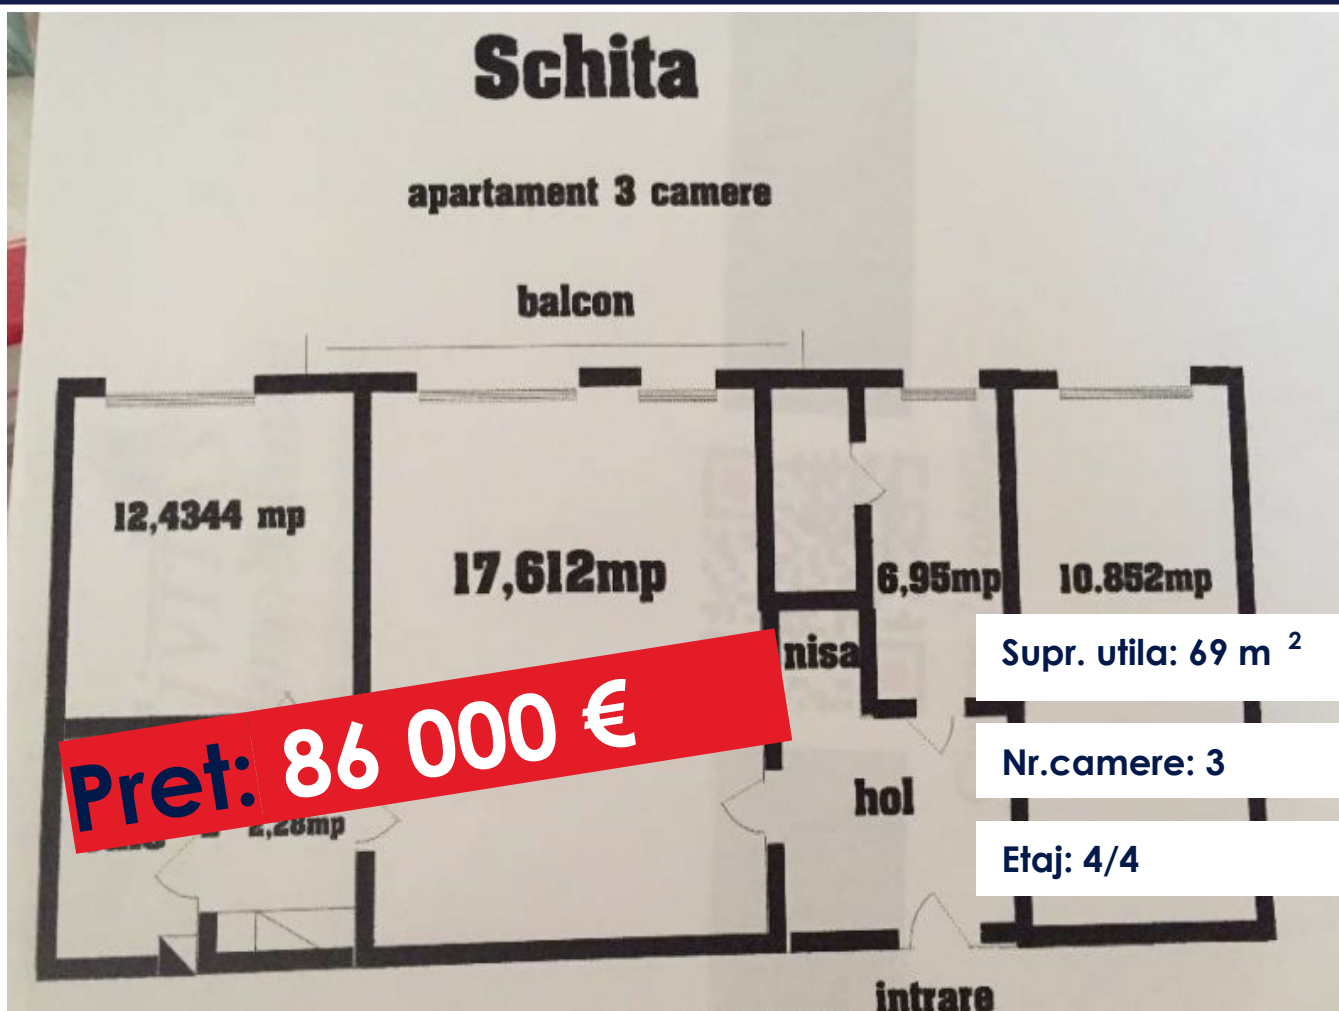 Schita
apartament 3 camere
balcon
12,4344 mp
17,612mp
6,95mp
10.852mp
nisa
Supr. utila: 69 m 2
Pret: 86 000 €
Nr.camere: 3
hol
2,28mp
Etaj: 4/4
intrare